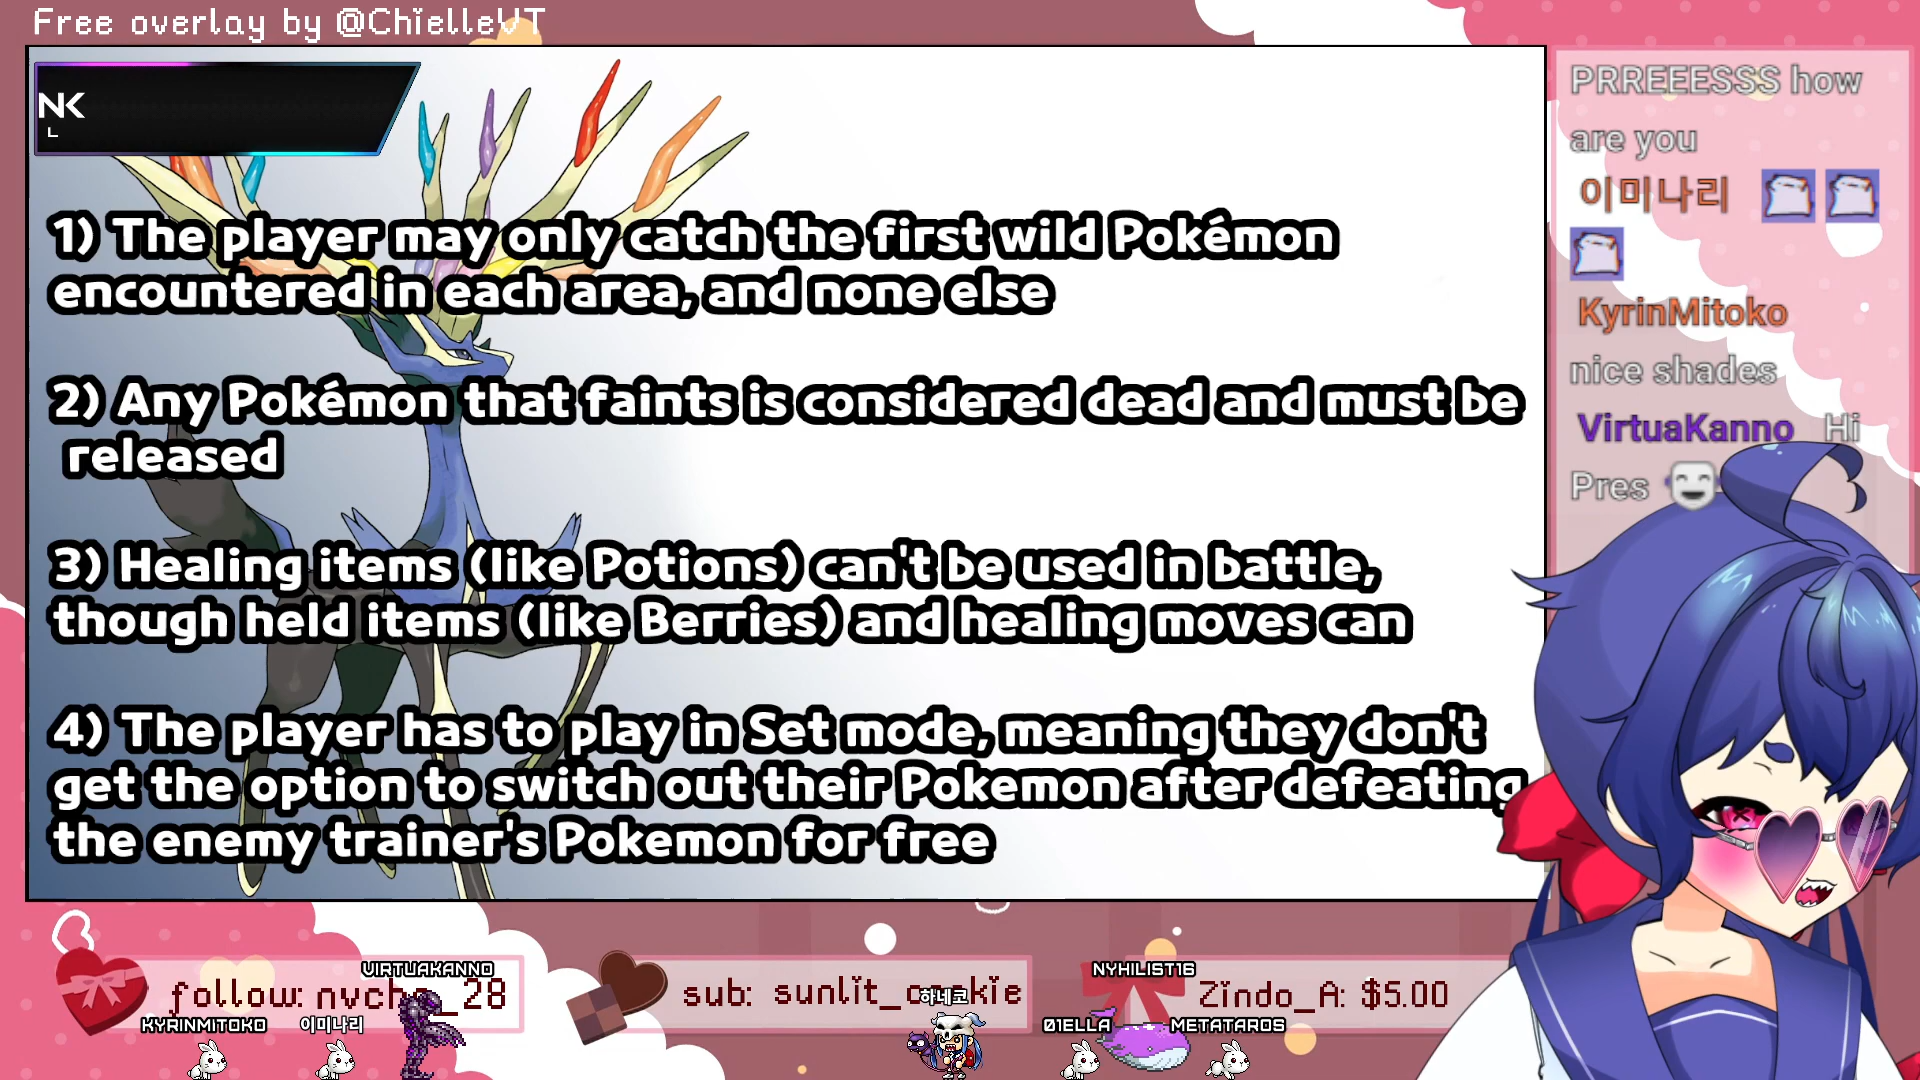 Free overlay by @ChielleVT
NK
L
1) The player may only catch the first wild Pokémon
encountered in each area, and none else
2) Any Pokémon that faints is considered dead and must be
released
3) Healing items (like Potions) can't be used in battle,
though held items (like Berries) and healing moves can
4) The player has to play in Set mode, meaning they don't
get the option to switch out their Pokemon after defeating
the enemy trainer's Pokemon for free
PRREEESSS how
are you
이미나리
KyrinMitoko
nice shades
VirtuaKanno Hi
Pres
VIRTUAKANNO
follow:
KYRINMITOKO
이미나리
sub: sunlit_cookie
하네코
NYHILIST16
Zindo_A: $5.00
01ELLA
METATAROS